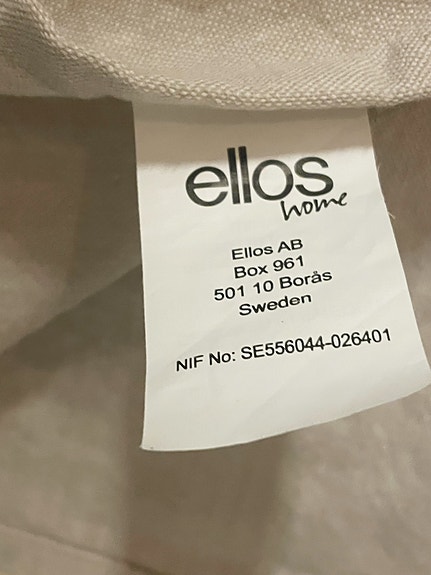 ellos
home
Ellos AB
Box 961
501 10 Borås
Sweden
NIF No: SE556044-026401